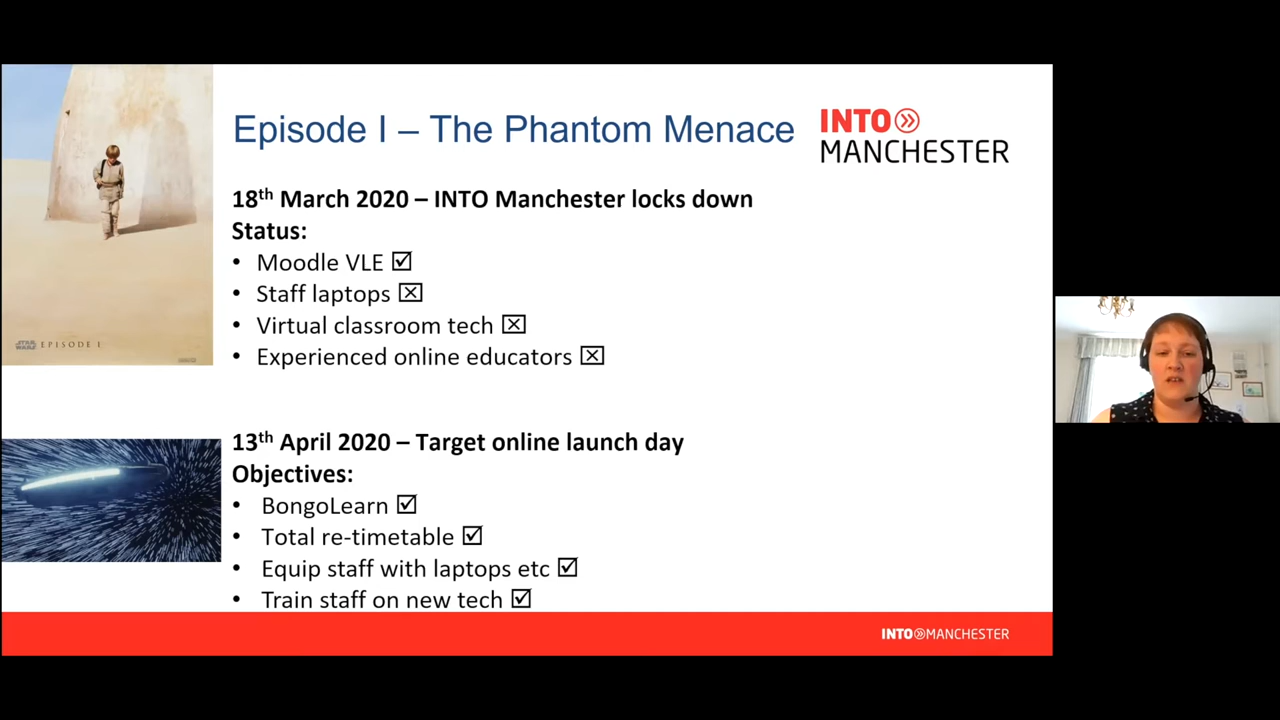 Episode I – The Phantom Menace
INTO
MANCHESTER
18th March 2020 – INTO Manchester locks down
Status:
• Moodle VLE ☑
• Staff laptops ☒
• Virtual classroom tech ☒
• Experienced online educators ☒
STAR WARS EPISODE I
13th April 2020 – Target online launch day
Objectives:
• BongoLearn ☑
• Total re-timetable ☑
• Equip staff with laptops etc ☑
• Train staff on new tech ☑
INTO MANCHESTER